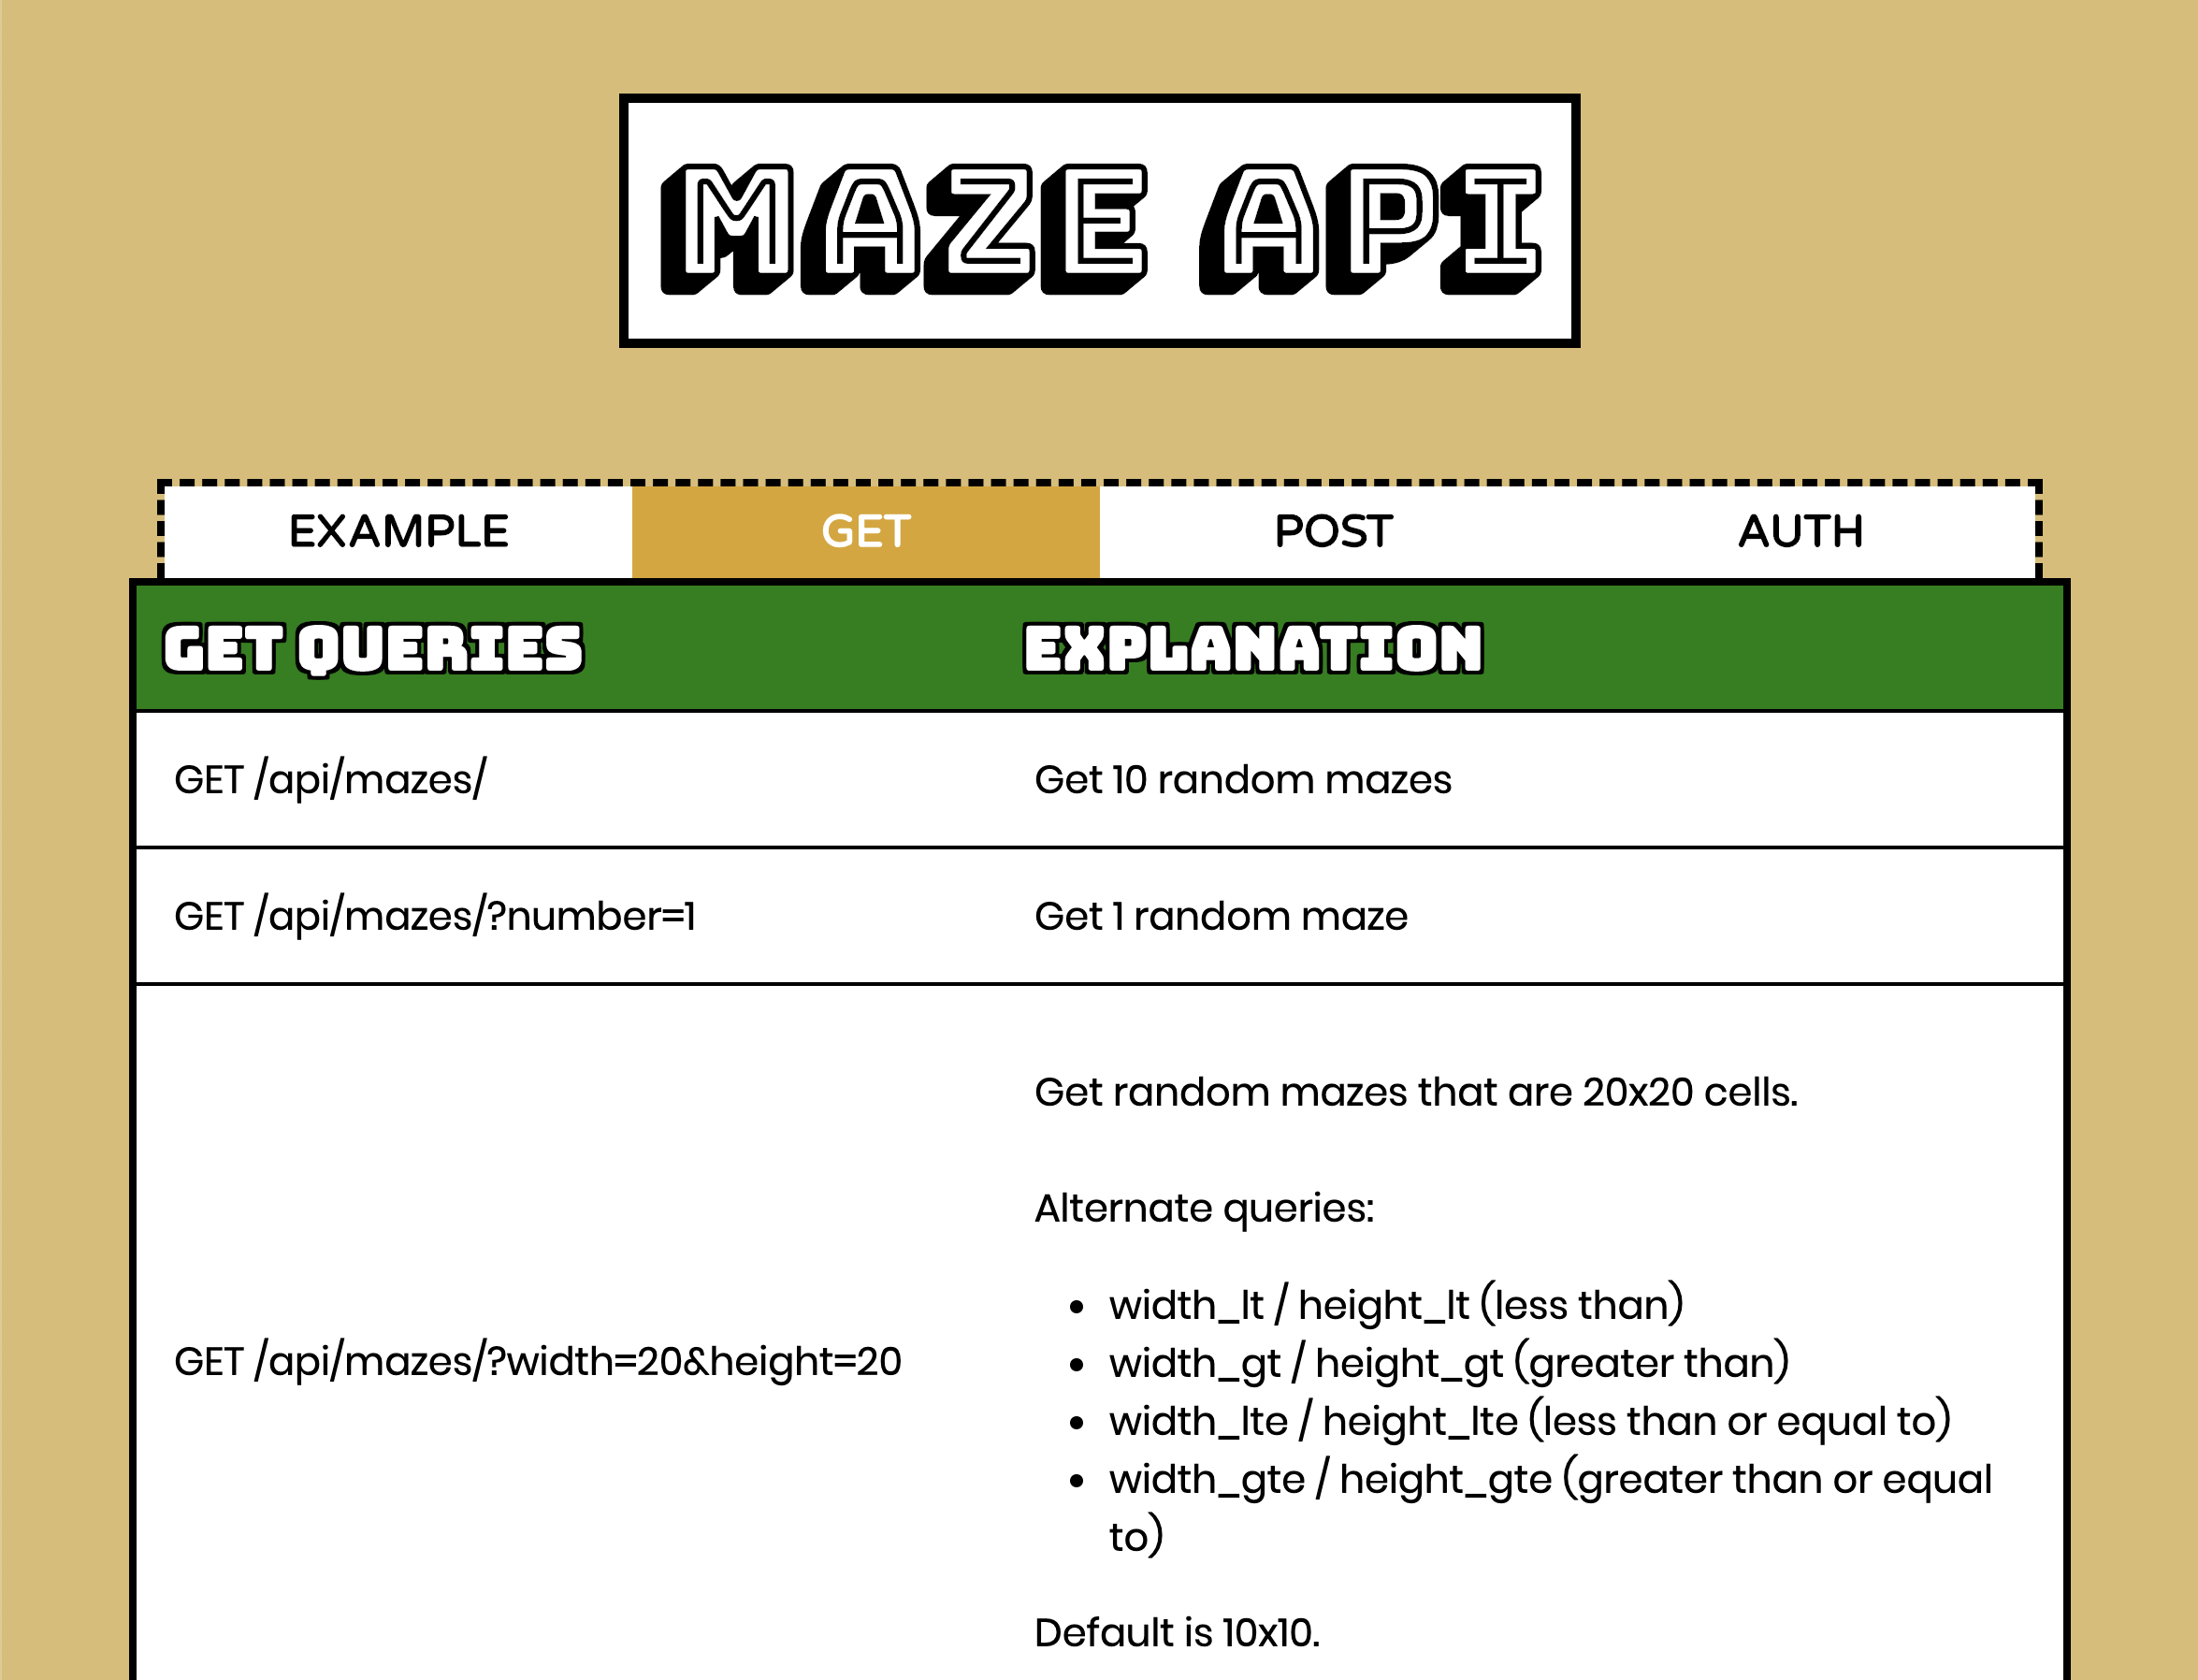 MAZE API
EXAMPLE GET POST AUTH
GET QUERIES EXPLANATION
GET /api/mazes/ Get 10 random mazes
GET /api/mazes/?number=1 Get 1 random maze
GET /api/mazes/?width=20&height=20
Get random mazes that are 20x20 cells.
Alternate queries:
• width_lt / height_lt (less than)
• width_gt / height_gt (greater than)
• width_lte / height_lte (less than or equal to)
• width_gte / height_gte (greater than or equal
to)
Default is 10x10.